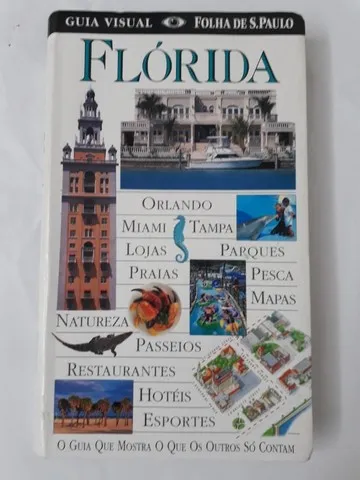 GUIA VISUAL FOLHA DE S.PAULO
FLÓRIDA
ORLANDO
MIAMI TAMPA
LOJAS PARQUES
PRAIAS PESCA
MAPAS
NATUREZA
PASSEIOS
RESTAURANTES
HOTÉIS
ESPORTES
O GUIA QUE MOSTRA O QUE OS OUTROS SÓ CONTAM